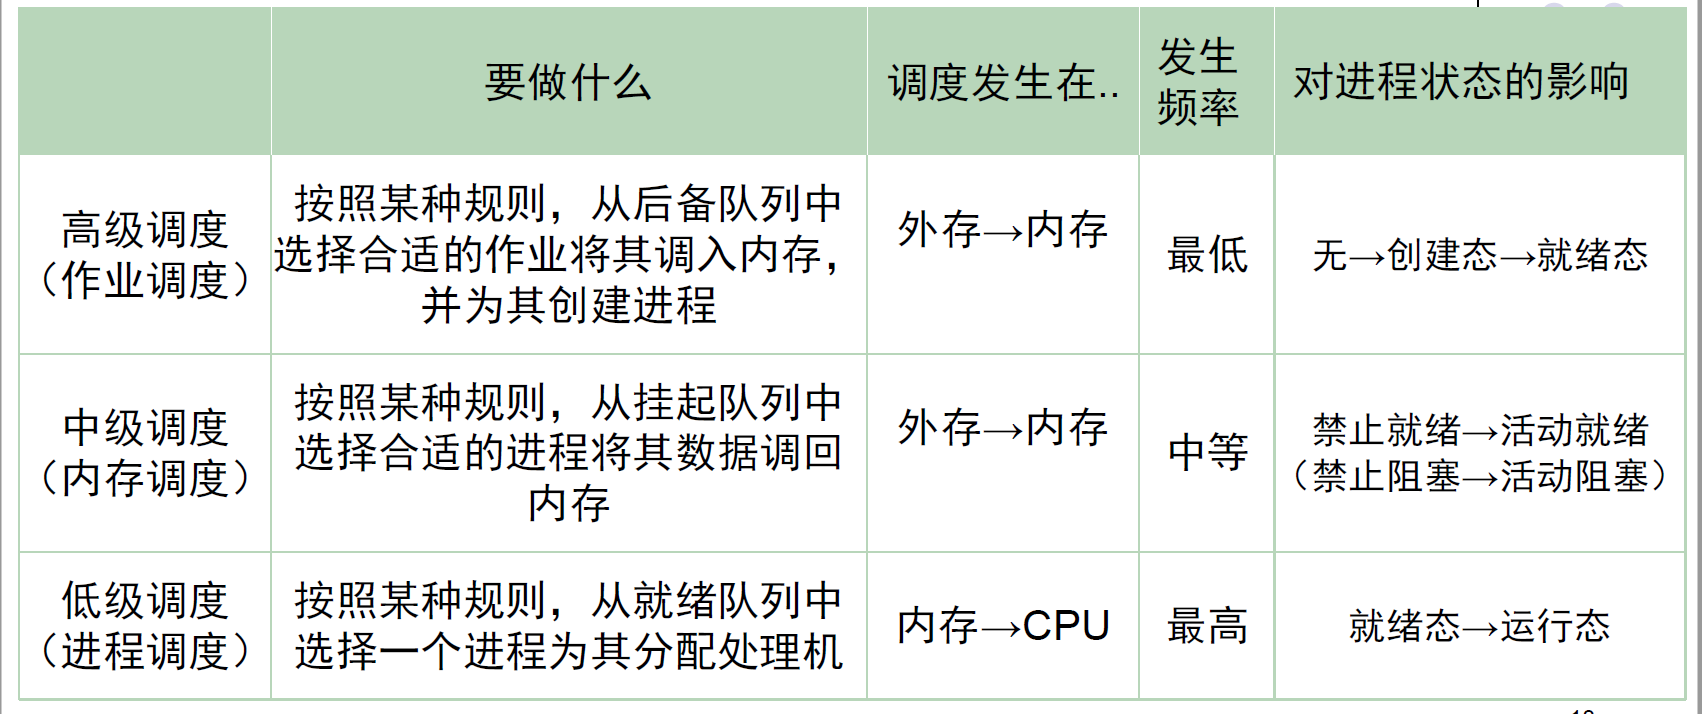 要做什么
调度发生在..
发生
频率
对进程状态的影响
高级调度
（作业调度）
按照某种规则，从后备队列中
选择合适的作业将其调入内存，
并为其创建进程
外存→内存
最低
无→创建态→就绪态
中级调度
（内存调度）
按照某种规则，从挂起队列中
选择合适的进程将其数据调回
内存
外存→内存
中等
禁止就绪→活动就绪
（禁止阻塞→活动阻塞）
低级调度
（进程调度）
按照某种规则，从就绪队列中
选择一个进程为其分配处理机
内存→CPU
最高
就绪态→运行态